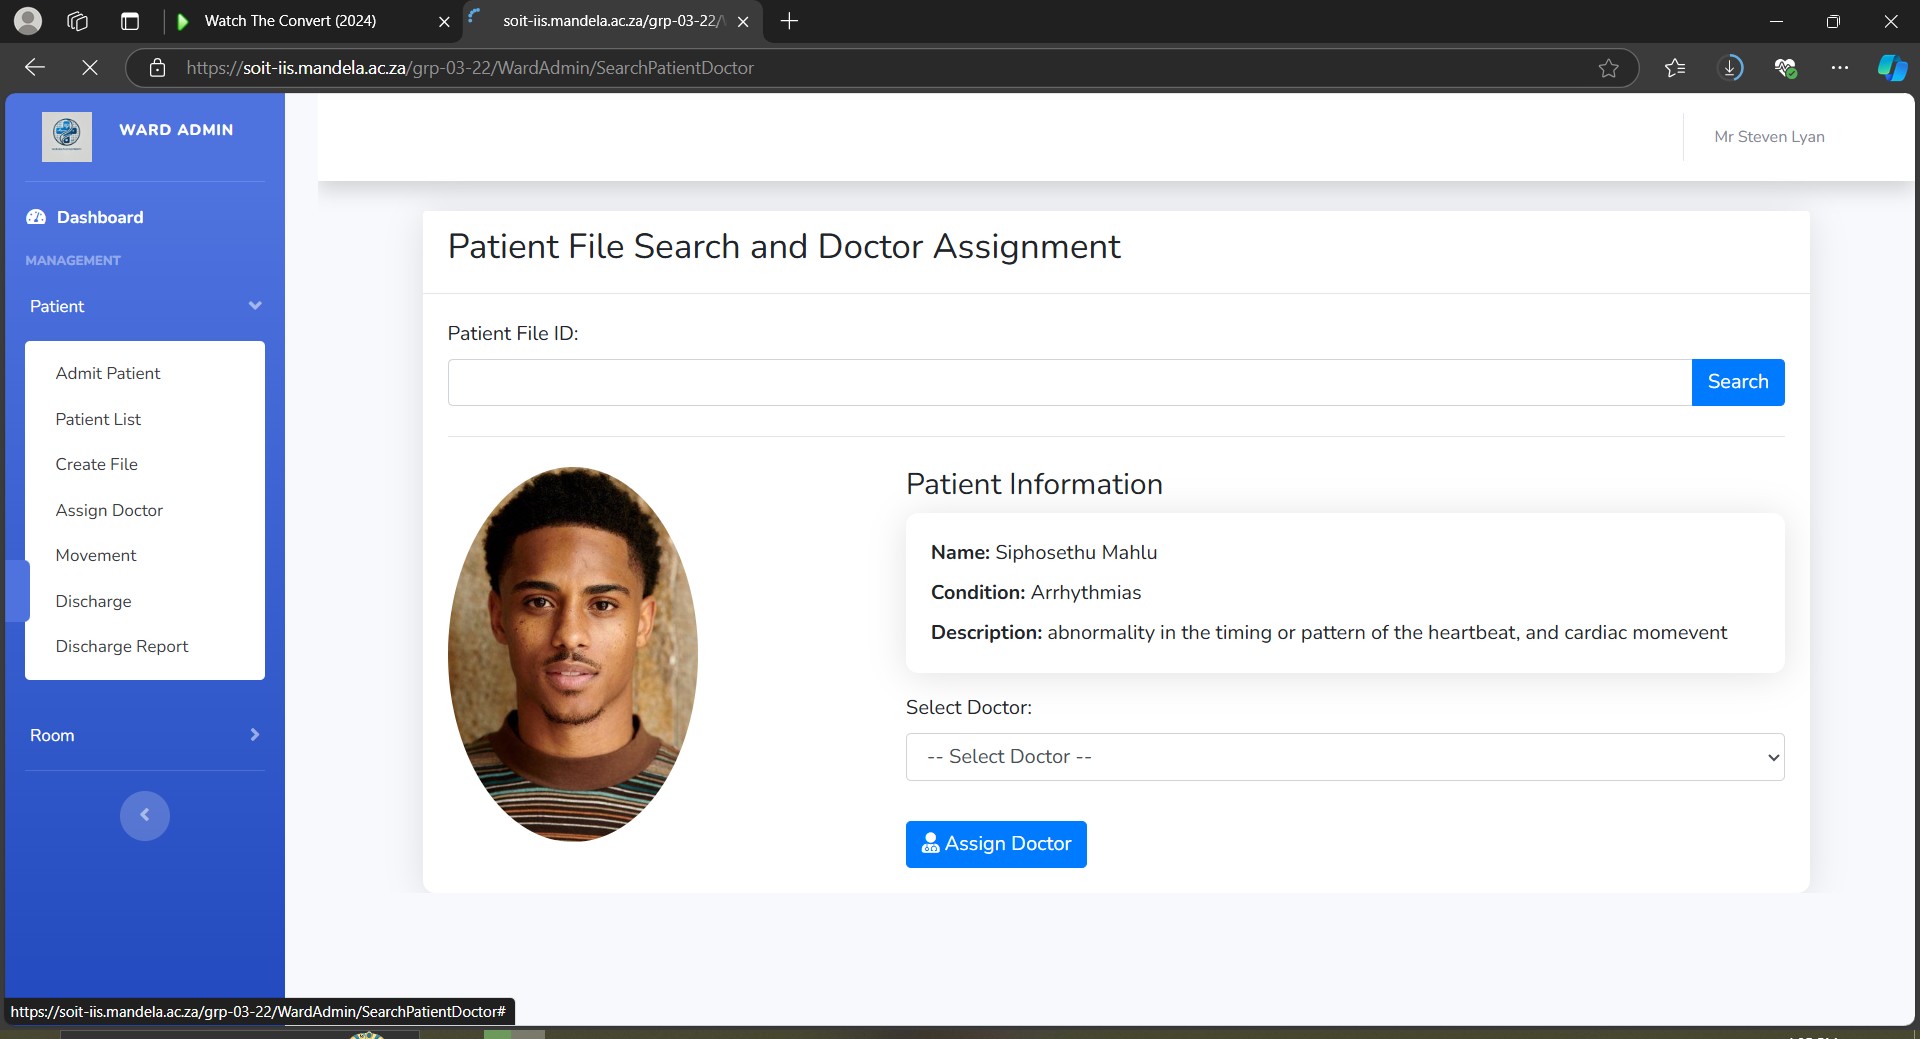 Watch The Convert (2024)
soit-iis.mandela.ac.za/grp-03-22/
https://soit-iis.mandela.ac.za/grp-03-22/WardAdmin/SearchPatientDoctor
WARD ADMIN
Mr Steven Lyan
Dashboard
MANAGEMENT
Patient
Admit Patient
Patient List
Create File
Assign Doctor
Movement
Discharge
Discharge Report
Room
Patient File Search and Doctor Assignment
Patient File ID:
Search
Patient Information
Name: Siphosethu Mahlu
Condition: Arrhythmias
Description: abnormality in the timing or pattern of the heartbeat, and cardiac momevent
Select Doctor:
-- Select Doctor --
Assign Doctor
https://soit-iis.mandela.ac.za/grp-03-22/WardAdmin/SearchPatientDoctor#